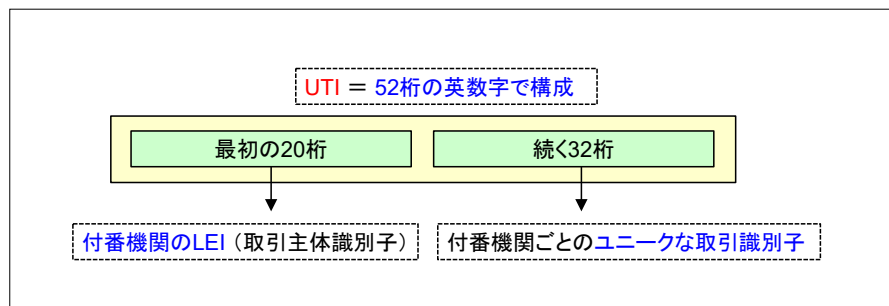 UTI ＝ 52桁の英数字で構成
最初の20桁
続く32桁
付番機関のLEI（取引主体識別子）
付番機関ごとのユニークな取引識別子